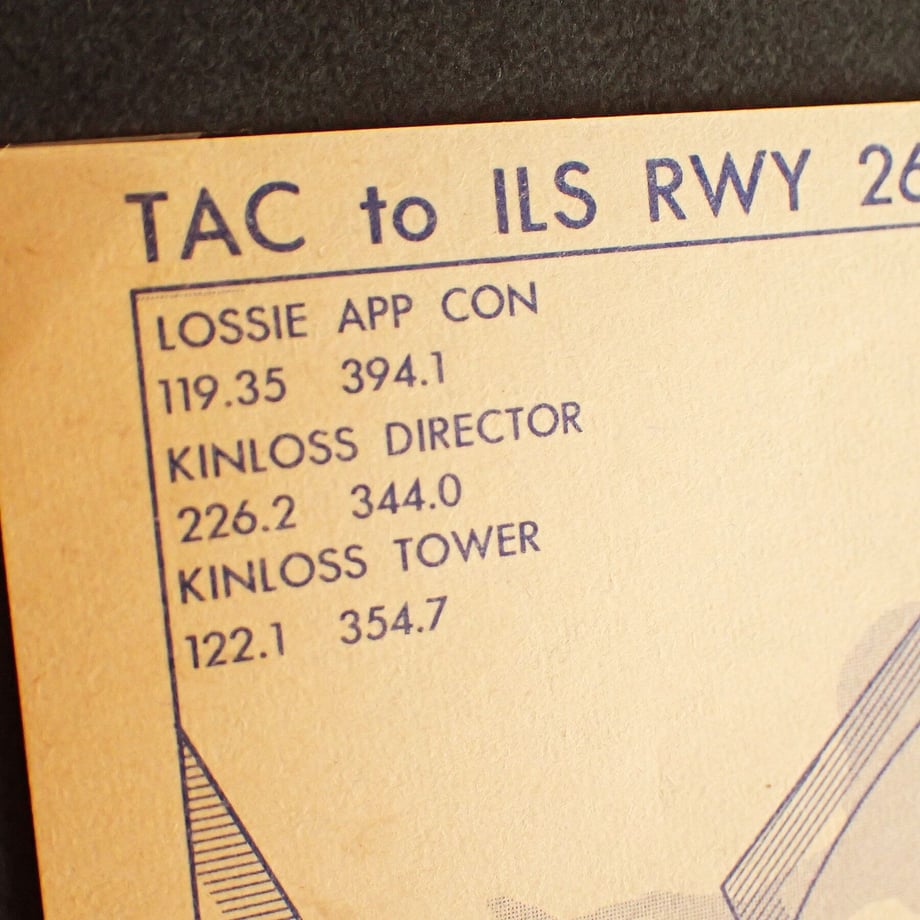 TAC to ILS RWY 26
LOSSIE APP CON
119.35 394.1
KINLOSS DIRECTOR
226.2 344.0
KINLOSS TOWER
122.1 354.7